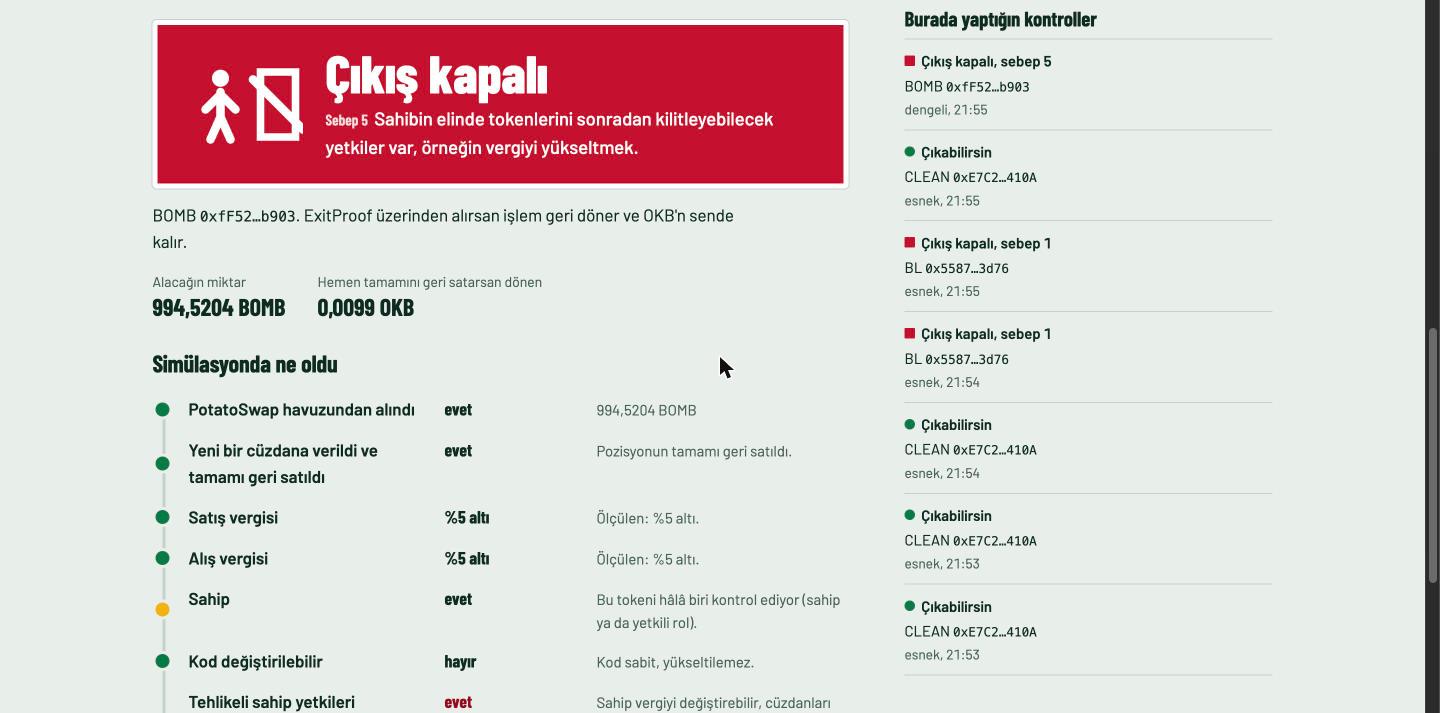 Çıkış kapalı
Sebep 5 Sahibin elinde tokenlerini sonradan kilitleyebilecek
yetkiler var, örneğin vergiyi yükseltmek.
BOMB 0xfF52…b903. ExitProof üzerinden alırsan işlem geri döner ve OKB'n sende
kalır.
Alacağın miktar
994,5204 BOMB
Hemen tamamını geri satarsan dönen
0,0099 OKB
Simülasyonda ne oldu
PotatoSwap havuzundan alındı evet 994,5204 BOMB
Yeni bir cüzdana verildi ve
tamamı geri satıldı
evet Pozisyonun tamamı geri satıldı.
Satış vergisi %5 altı Ölçülen: %5 altı.
Alış vergisi %5 altı Ölçülen: %5 altı.
Sahip evet Bu tokeni hâlâ biri kontrol ediyor (sahip
ya da yetkili rol).
Kod değiştirilebilir hayır Kod sabit, yükseltilemez.
Tehlikeli sahip yetkileri evet Sahip vergiyi değiştirebilir, cüzdanları
Burada yaptığın kontroller
Çıkış kapalı, sebep 5
BOMB 0xfF52…b903
dengeli, 21:55
Çıkabilirsin
CLEAN 0xE7C2…410A
esnek, 21:55
Çıkış kapalı, sebep 1
BL 0x5587…3d76
esnek, 21:55
Çıkış kapalı, sebep 1
BL 0x5587…3d76
esnek, 21:54
Çıkabilirsin
CLEAN 0xE7C2…410A
esnek, 21:54
Çıkabilirsin
CLEAN 0xE7C2…410A
esnek, 21:53
Çıkabilirsin
CLEAN 0xE7C2…410A
esnek, 21:53